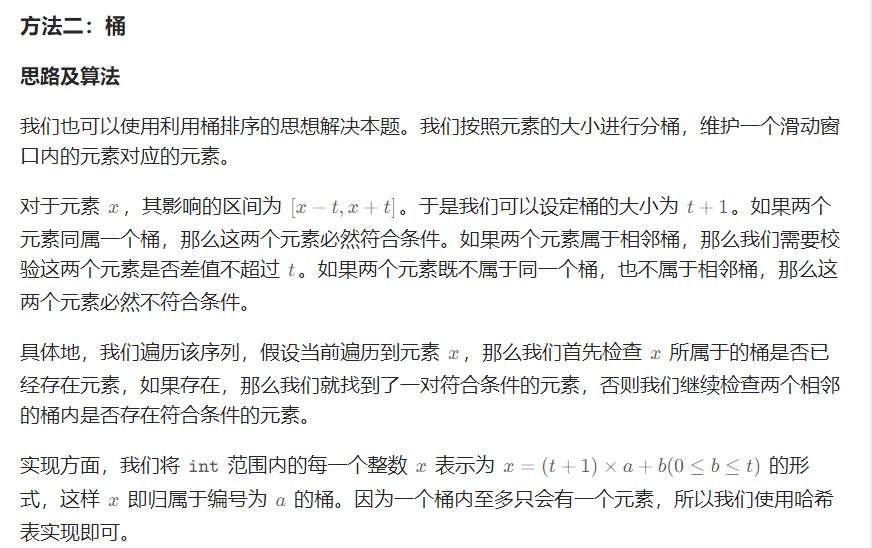 方法二：桶
思路及算法
我们也可以使用利用桶排序的思想解决本题。我们按照元素的大小进行分桶，维护一个滑动窗
口内的元素对应的元素。
对于元素 x，其影响的区间为 [x − t, x + t]。于是我们可以设定桶的大小为 t + 1。如果两个
元素同属一个桶，那么这两个元素必然符合条件。如果两个元素属于相邻桶，那么我们需要校
验这两个元素是否差值不超过 t。如果两个元素既不属于同一个桶，也不属于相邻桶，那么这
两个元素必然不符合条件。
具体地，我们遍历该序列，假设当前遍历到元素 x，那么我们首先检查 x 所属于的桶是否已
经存在元素，如果存在，那么我们就找到了一对符合条件的元素，否则我们继续检查两个相邻
的桶内是否存在符合条件的元素。
实现方面，我们将 int 范围内的每一个整数 x 表示为 x = (t + 1) × a + b(0 ≤ b ≤ t) 的形
式，这样 x 即归属于编号为 a 的桶。因为一个桶内至多只会有一个元素，所以我们使用哈希
表实现即可。